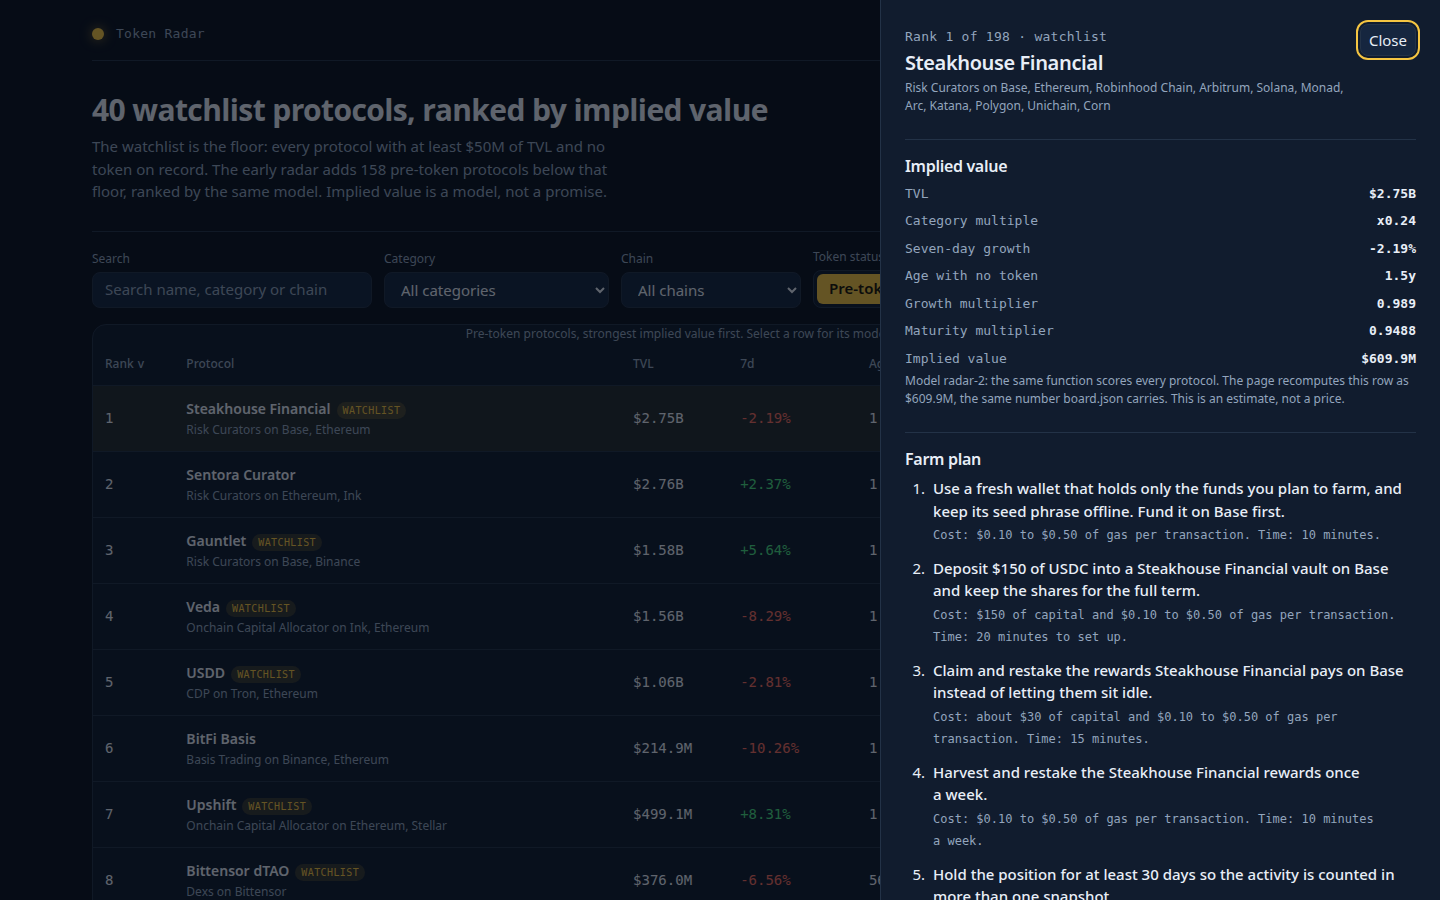 Token Radar
40 watchlist protocols, ranked by implied value
The watchlist is the floor: every protocol with at least $50M of TVL and no
token on record. The early radar adds 158 pre-token protocols below that
floor, ranked by the same model. Implied value is a model, not a promise.
Search
Category
Chain
Token status
Search name, category or chain
All categories
All chains
Pre-tok
Pre-token protocols, strongest implied value first. Select a row for its mod
Rank v
Protocol
TVL
7d
Ag
1
Steakhouse Financial WATCHLIST
Risk Curators on Base, Ethereum
$2.75B
-2.19%
1
2
Sentora Curator
Risk Curators on Ethereum, Ink
$2.76B
+2.37%
1
3
Gauntlet WATCHLIST
Risk Curators on Base, Binance
$1.58B
+5.64%
1
4
Veda WATCHLIST
Onchain Capital Allocator on Ink, Ethereum
$1.56B
-8.29%
1
5
USDD WATCHLIST
CDP on Tron, Ethereum
$1.06B
-2.81%
1
6
BitFi Basis
Basis Trading on Binance, Ethereum
$214.9M
-10.26%
1
7
Upshift WATCHLIST
Onchain Capital Allocator on Ethereum, Stellar
$499.1M
+8.31%
1
8
Bittensor dTAO WATCHLIST
Dexs on Bittensor
$376.0M
-6.56%
Rank 1 of 198 · watchlist
Close
Steakhouse Financial
Risk Curators on Base, Ethereum, Robinhood Chain, Arbitrum, Solana, Monad,
Arc, Katana, Polygon, Unichain, Corn
Implied value
TVL $2.75B
Category multiple x0.24
Seven-day growth -2.19%
Age with no token 1.5y
Growth multiplier 0.989
Maturity multiplier 0.9488
Implied value $609.9M
Model radar-2: the same function scores every protocol. The page recomputes this row as
$609.9M, the same number board.json carries. This is an estimate, not a price.
Farm plan
1. Use a fresh wallet that holds only the funds you plan to farm, and
keep its seed phrase offline. Fund it on Base first.
Cost: $0.10 to $0.50 of gas per transaction. Time: 10 minutes.
2. Deposit $150 of USDC into a Steakhouse Financial vault on Base
and keep the shares for the full term.
Cost: $150 of capital and $0.10 to $0.50 of gas per transaction.
Time: 20 minutes to set up.
3. Claim and restake the rewards Steakhouse Financial pays on Base
instead of letting them sit idle.
Cost: about $30 of capital and $0.10 to $0.50 of gas per
transaction. Time: 15 minutes.
4. Harvest and restake the Steakhouse Financial rewards once
a week.
Cost: $0.10 to $0.50 of gas per transaction. Time: 10 minutes
a week.
5. Hold the position for at least 30 days so the activity is counted in
more than one snapshot.